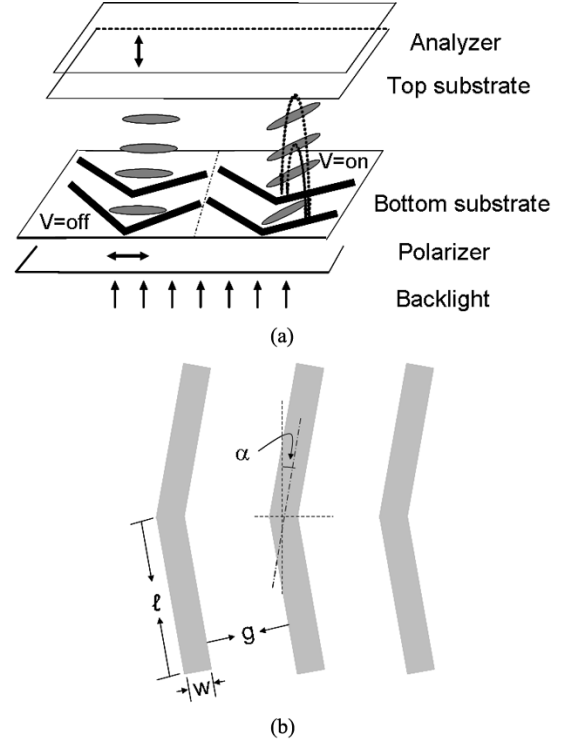 Analyzer
Top substrate
V=on
V=off
Bottom substrate
Polarizer
Backlight
(a)
α
ℓ
g
w
(b)